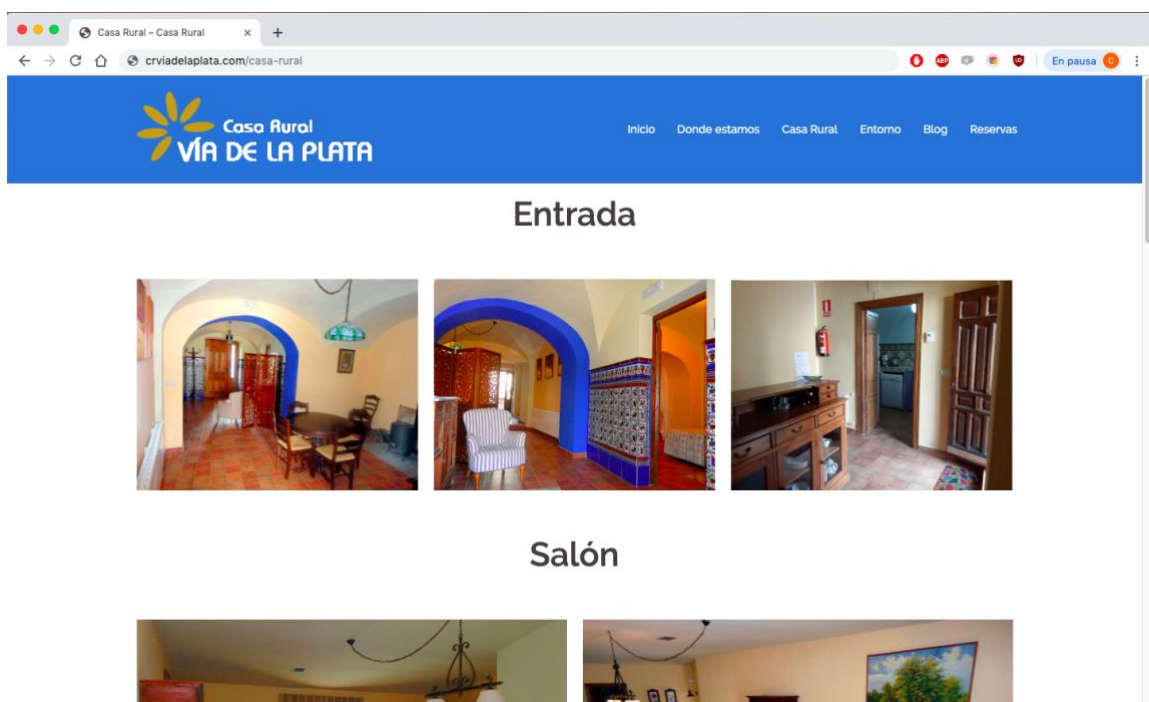 Casa Rural – Casa Rural
crviadelaplata.com/casa-rural
ABP
En pausa
C
Casa Rural
VÍA DE LA PLATA
Inicio
Donde estamos
Casa Rural
Entorno
Blog
Reservas
Entrada
Salón